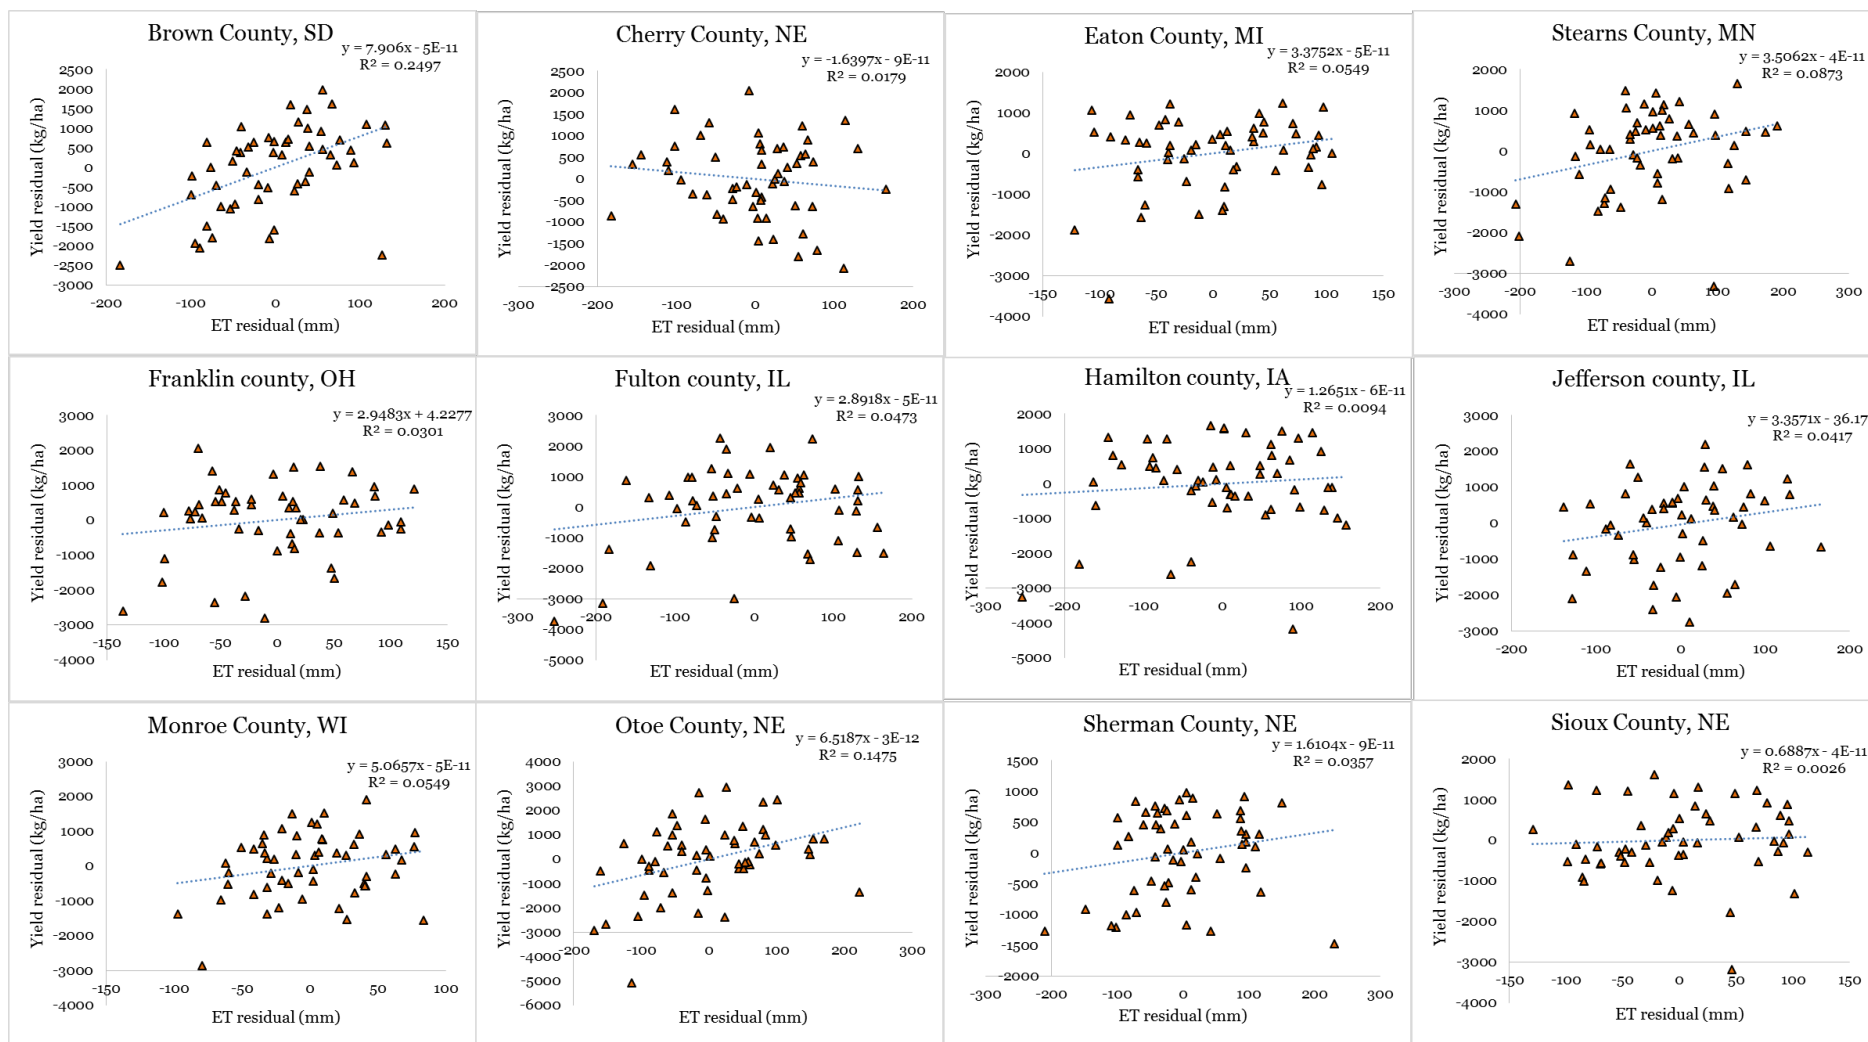 Brown County, SD
y = 7.906x - 5E-11
R² = 0.2497
Yield residual (kg/ha)
2500
2000
1500
1000
500
0
-500
-1000
-1500
-2000
-2500
-3000
-200
-100
0
100
200
ET residual (mm)
Cherry County, NE
y = -1.6397x - 9E-11
R² = 0.0179
Yield residual (kg/ha)
2500
2000
1500
1000
500
0
-500
-1000
-1500
-2000
-2500
-300
-200
-100
0
100
200
ET residual (mm)
Eaton County, MI
y = 3.3752x - 5E-11
R² = 0.0549
Yield residual (kg/ha)
2000
1000
0
-1000
-2000
-3000
-4000
-150
-100
-50
0
50
100
150
ET residual (mm)
Stearns County, MN
y = 3.5062x - 4E-11
R² = 0.0873
Yield residual (kg/ha)
2000
1000
0
-1000
-2000
-3000
-4000
-300
-200
-100
0
100
200
300
ET residual (mm)
Franklin county, OH
y = 2.9483x + 4.2277
R² = 0.0301
Yield residual (kg/ha)
3000
2000
1000
0
-1000
-2000
-3000
-4000
-150
-100
-50
0
50
100
150
ET residual (mm)
Fulton county, IL
y = 2.8918x - 5E-11
R² = 0.0473
Yield residual (kg/ha)
3000
2000
1000
0
-1000
-2000
-3000
-4000
-5000
-300
-200
-100
0
100
200
ET residual (mm)
Hamilton county, IA
y = 1.2651x - 6E-11
R² = 0.0094
Yield residual (kg/ha)
2000
1000
0
-1000
-2000
-3000
-4000
-5000
-300
-200
-100
0
100
200
ET residual (mm)
Jefferson county, IL
y = 3.3571x - 36.17
R² = 0.0417
Yield residual (kg/ha)
3000
2000
1000
0
-1000
-2000
-3000
-200
-100
0
100
200
ET residual (mm)
Monroe County, WI
y = 5.0657x - 5E-11
R² = 0.0549
Yield residual (kg/ha)
3000
2000
1000
0
-1000
-2000
-3000
-4000
-150
-100
-50
0
50
100
ET residual (mm)
Otoe County, NE
y = 6.5187x - 3E-12
R² = 0.1475
Yield residual (kg/ha)
4000
3000
2000
1000
0
-1000
-2000
-3000
-4000
-5000
-6000
-200
-100
0
100
200
300
ET residual (mm)
Sherman County, NE
y = 1.6104x - 9E-11
R² = 0.0357
Yield residual (kg/ha)
1500
1000
500
0
-500
-1000
-1500
-2000
-300
-200
-100
0
100
200
300
ET residual (mm)
Sioux County, NE
y = 0.6887x - 4E-11
R² = 0.0026
Yield residual (kg/ha)
2000
1000
0
-1000
-2000
-3000
-4000
-150
-100
-50
0
50
100
150
ET residual (mm)